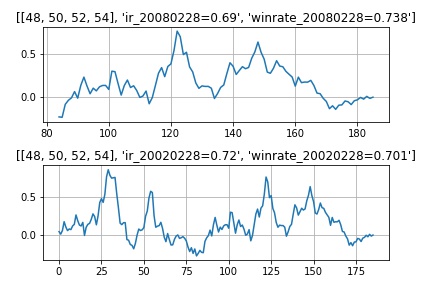 [[48, 50, 52, 54], 'ir_20080228=0.69', 'winrate_20080228=0.738']
0.5
0.0
80 100 120 140 160 180
[[48, 50, 52, 54], 'ir_20020228=0.72', 'winrate_20020228=0.701']
0.5
0.0
0 25 50 75 100 125 150 175